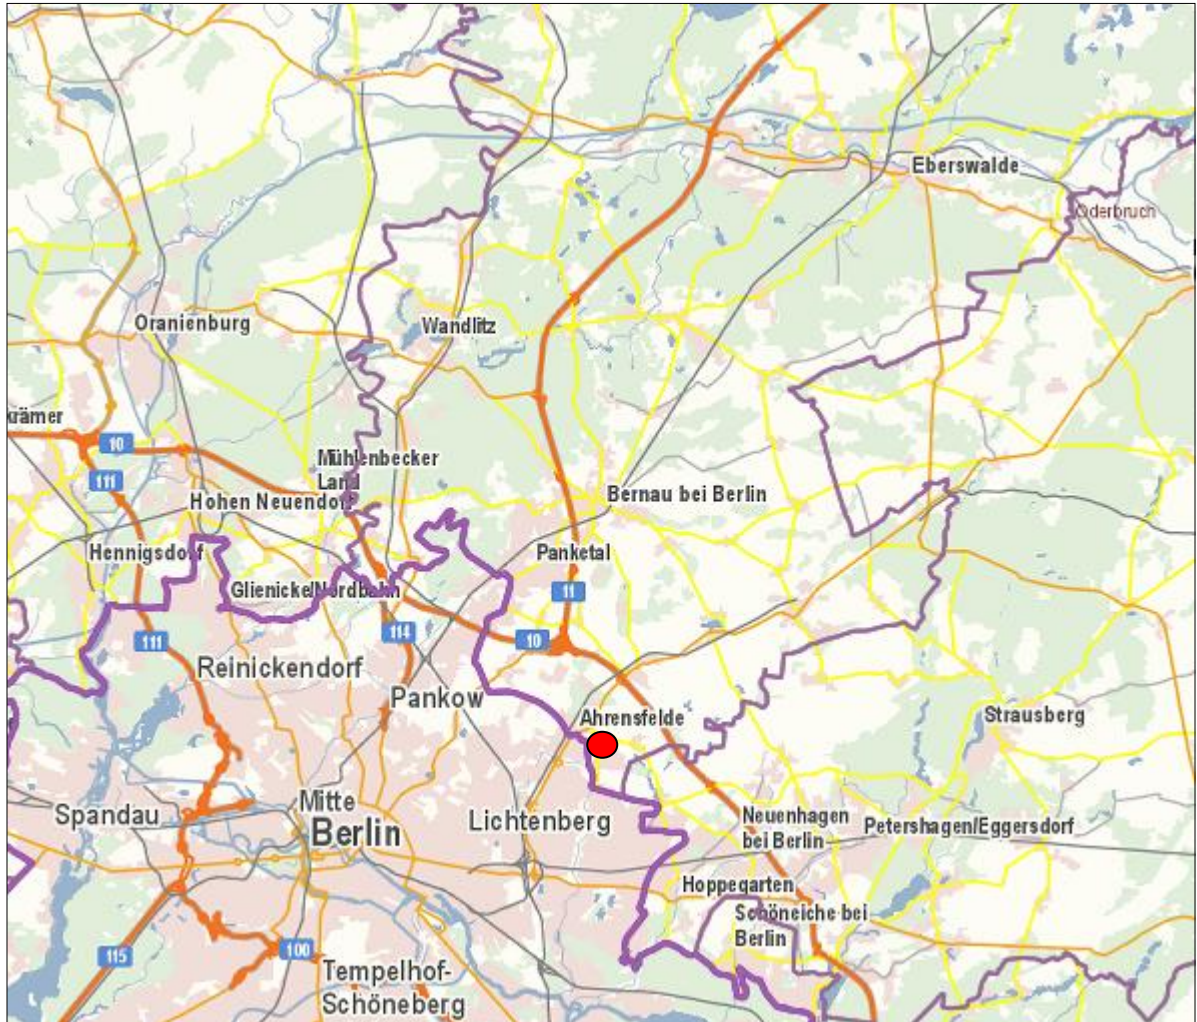 Eberswalde
Oderbruch
Oranienburg
Wandlitz
krämer
10
Mühlenbecker
Land
111
Hohen Neuendorf
Bernau bei Berlin
Hennigsdorf
Panketal
Glienicke/Nordbahn
11
111
114
10
Reinickendorf
Pankow
Ahrensfelde
Strausberg
Spandau
Mitte
Berlin
Lichtenberg
Neuenhagen
bei Berlin
Petershagen/Eggersdorf
Hoppegarten
Schöneiche bei
Berlin
115
100
Tempelhof-
Schöneberg